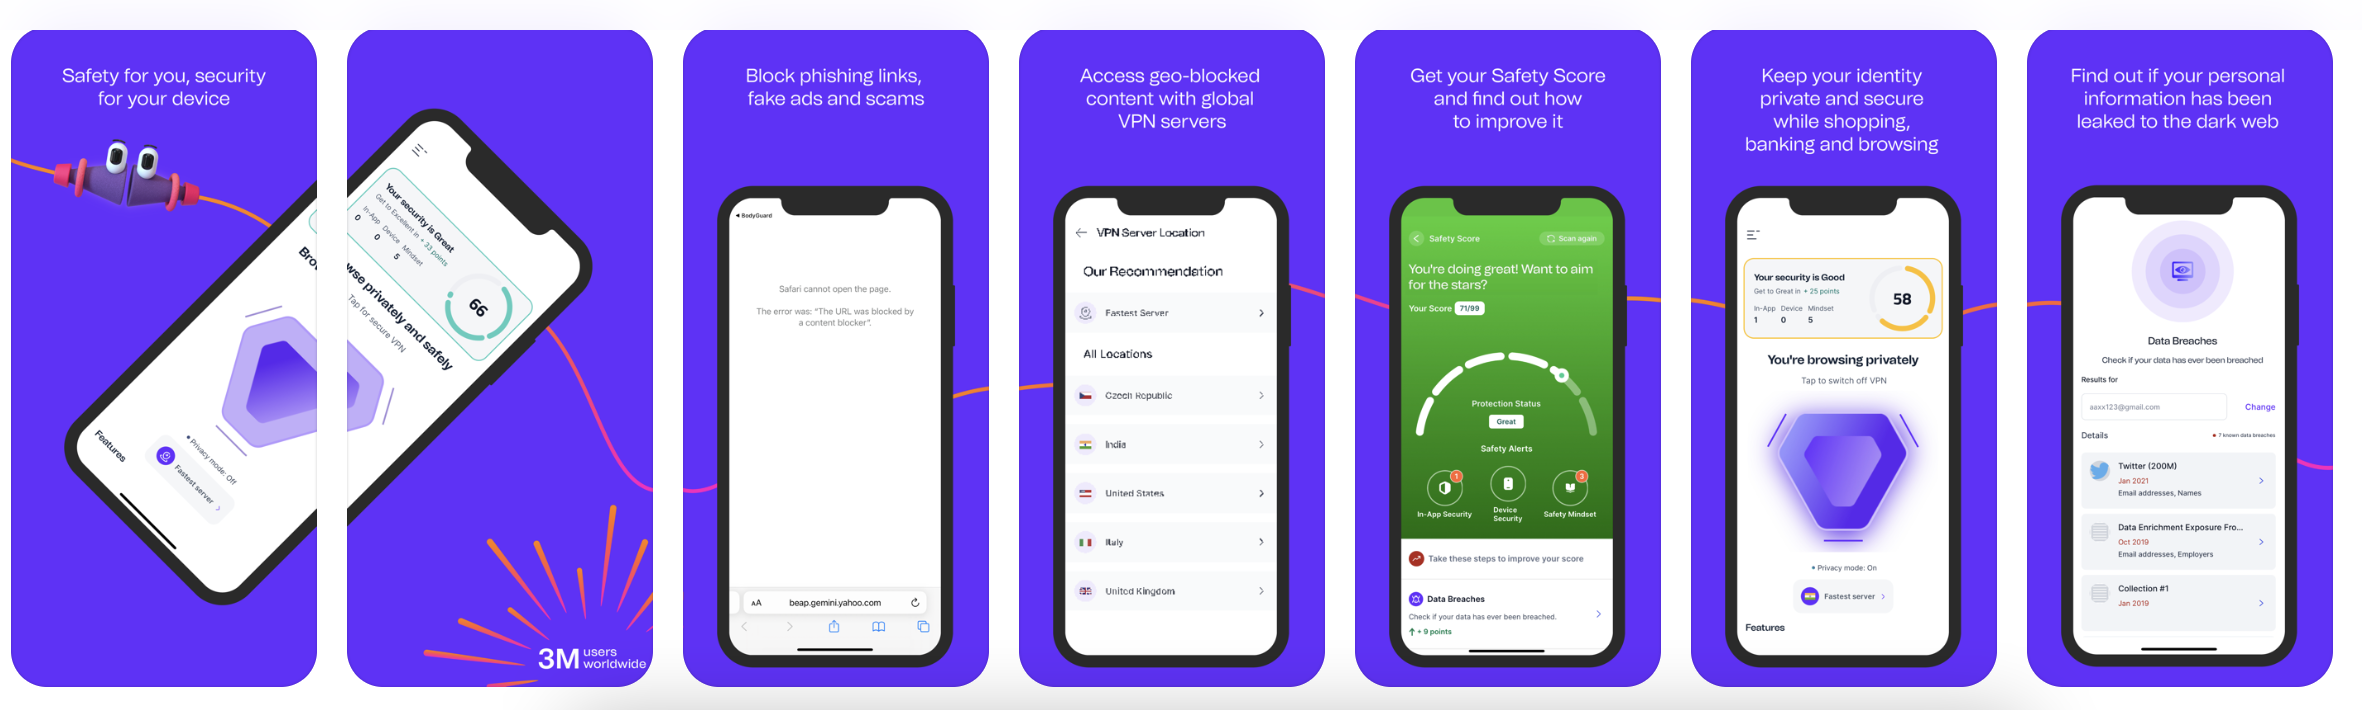 Safety for you, security
for your device
Bro
Features
Privacy mode: Off
Fastest server
Your security is Great
Get to Excellent in + 33 points
In-App Device Mindset
0 0 5
66
wse privately and safely
Tap for secure VPN
3M users
worldwide
Block phishing links,
fake ads and scams
BodyGuard
Safari cannot open the page.
The error was: “The URL was blocked by
a content blocker”.
AA beap.gemini.yahoo.com
Access geo-blocked
content with global
VPN servers
VPN Server Location
Our Recommendation
Fastest Server
All Locations
Czech Republic
India
United States
Italy
United Kingdom
Get your Safety Score
and find out how
to improve it
Safety Score
Scan again
You're doing great! Want to aim
for the stars?
Your Score 71/99
Protection Status
Great
Safety Alerts
1
3
In-App Security
Device
Security
Safety Mindset
Take these steps to improve your score
Data Breaches
Check if your data has ever been breached.
+ 9 points
Keep your identity
private and secure
while shopping,
banking and browsing
Your security is Good
Get to Great in + 25 points
In-App Device Mindset
1 0 5
58
You're browsing privately
Tap to switch off VPN
Privacy mode: On
Fastest server
Features
Find out if your personal
information has been
leaked to the dark web
Data Breaches
Check if your data has ever been breached
Results for
aaxx123@gmail.com
Change
Details
7 known data breaches
Twitter (200M)
Jan 2021
Email addresses, Names
Data Enrichment Exposure Fro...
Oct 2019
Email addresses, Employers
Collection #1
Jan 2019